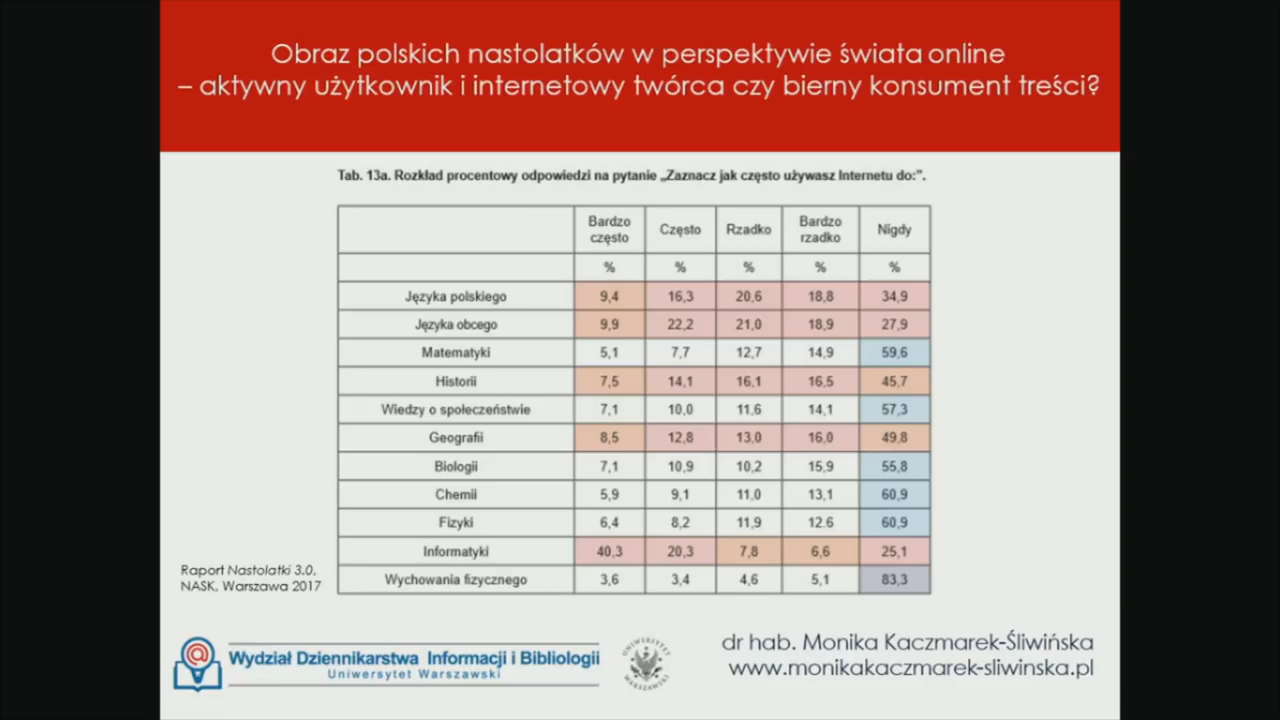 Obraz polskich nastolatków w perspektywie świata online
– aktywny użytkownik i internetowy twórca czy bierny konsument treści?
Tab. 13a. Rozkład procentowy odpowiedzi na pytanie „Zaznacz jak często używasz Internetu do:”.
Bardzo często Często Rzadko Bardzo rzadko Nigdy
% % % % %
Języka polskiego 9,4 16,3 20,6 18,8 34,9
Języka obcego 9,9 22,2 21,0 18,9 27,9
Matematyki 5,1 7,7 12,7 14,9 59,6
Historii 7,5 14,1 16,1 16,5 45,7
Wiedzy o społeczeństwie 7,1 10,0 11,6 14,1 57,3
Geografii 8,5 12,8 13,0 16,0 49,8
Biologii 7,1 10,9 10,2 15,9 55,8
Chemii 5,9 9,1 11,0 13,1 60,9
Fizyki 6,4 8,2 11,9 12.6 60,9
Informatyki 40,3 20,3 7,8 6,6 25,1
Wychowania fizycznego 3,6 3,4 4,6 5,1 83,3
Raport Nastolatki 3.0,
NASK, Warszawa 2017
Wydział Dziennikarstwa Informacji i Bibliologii
Uniwersytet Warszawski
UNIWERSYTET
WARSZAWSKI
dr hab. Monika Kaczmarek-Śliwińska
www.monikakaczmarek-sliwinska.pl